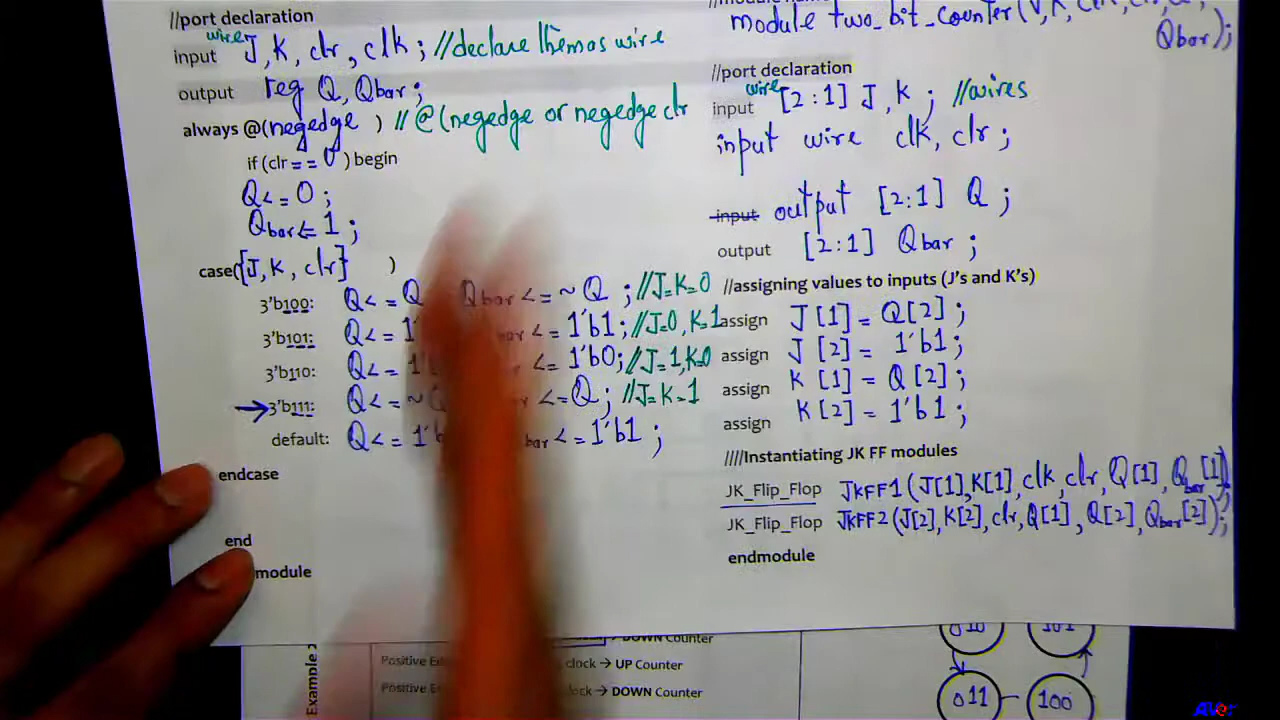 //port declaration
input wire J, K, clr, clk; //declare them as wire
output reg Q, Qbar;
always @(negedge ) // @(negedge or negedge clr
if (clr == 0) begin
Q<=0;
Qbar<=1;
case({J, K, clr} )
3'b100: Q<=Q Qbar<=~Q; //J=K=0
3'b101: Q<=1' bar<=1'b1; //J=0, K=1
3'b110: Q<=1' <=1'b0; //J=1, K=0
3'b111: Q<=~ <=Q; //J=K=1
default: Q<=1'b bar<=1'b1;
endcase
end
module
module two_bit_counter(
Qbar);
//port declaration
input wire [2:1] J, K; //wires
input wire clk, clr;
input output [2:1] Q;
output [2:1] Qbar;
//assigning values to inputs (J's and K's)
assign J[1] = Q[2];
assign J[2] = 1'b1;
assign K[1] = Q[2];
assign K[2] = 1'b1;
////Instantiating JK FF modules
JK_Flip_Flop JKFF1 (J[1], K[1], clk, clr, Q[1], Qbar[1]);
JK_Flip_Flop JKFF2 (J[2], K[2], clr, Q[1], Q[2], Qbar[2]);
endmodule
Example
DOWN Counter
Positive clock → UP Counter
Positive clock → DOWN Counter
010 101
011 100
AVer